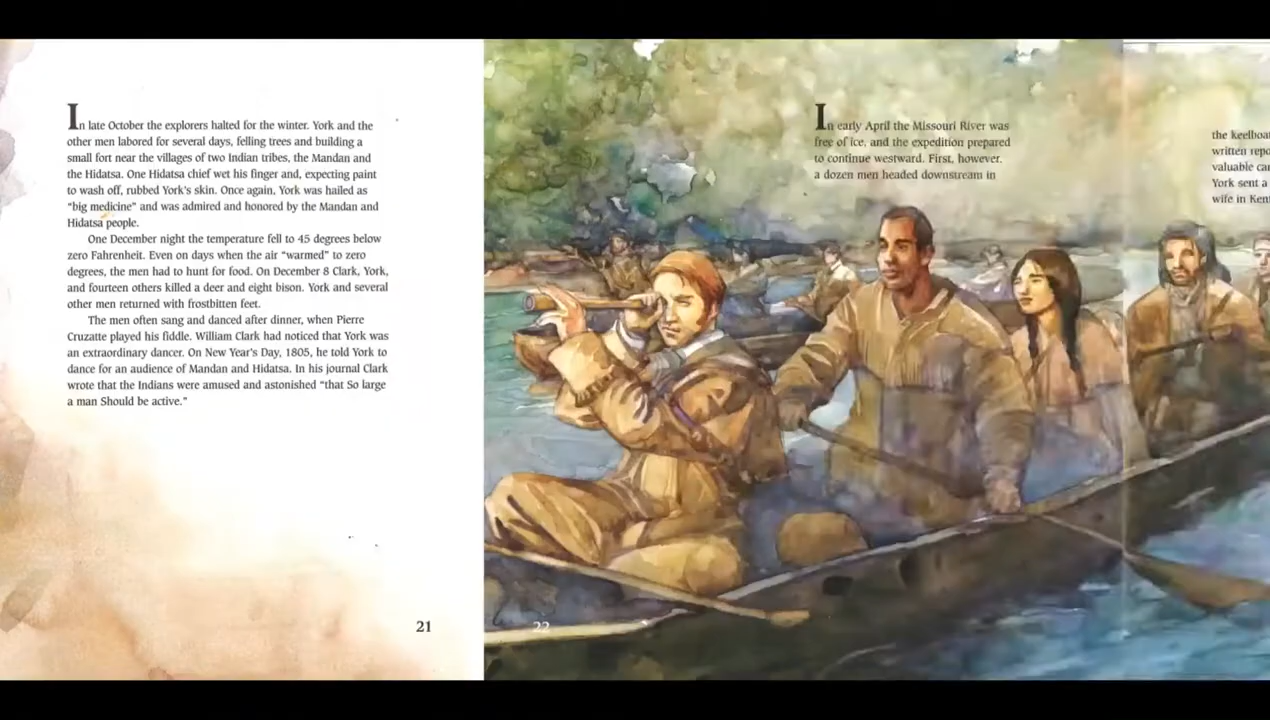 In late October the explorers halted for the winter. York and the
other men labored for several days, felling trees and building a
small fort near the villages of two Indian tribes, the Mandan and
the Hidatsa. One Hidatsa chief wet his finger and, expecting paint
to wash off, rubbed York's skin. Once again, York was hailed as
“big medicine” and was admired and honored by the Mandan and
Hidatsa people.
One December night the temperature fell to 45 degrees below
zero Fahrenheit. Even on days when the air “warmed” to zero
degrees, the men had to hunt for food. On December 8 Clark, York,
and fourteen others killed a deer and eight bison. York and several
other men returned with frostbitten feet.
The men often sang and danced after dinner, when Pierre
Cruzatte played his fiddle. William Clark had noticed that York was
an extraordinary dancer. On New Year's Day, 1805, he told York to
dance for an audience of Mandan and Hidatsa. In his journal Clark
wrote that the Indians were amused and astonished “that So large
a man Should be active.”
21
In early April the Missouri River was
free of ice, and the expedition prepared
to continue westward. First, however,
a dozen men headed downstream in
22
the
written
valuable
York sent a
wife in